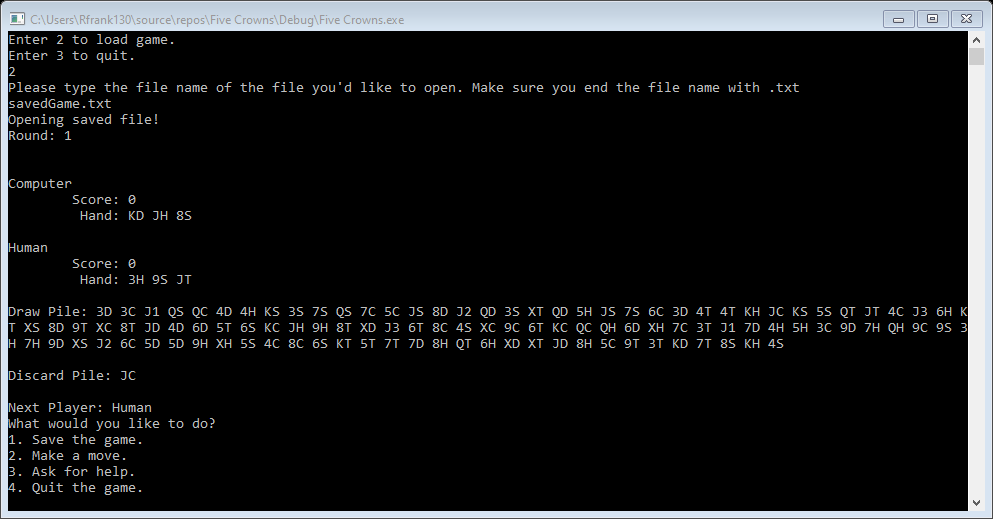 C:\Users\Rfrank130\source\repos\Five Crowns\Debug\Five Crowns.exe
Enter 2 to load game.
Enter 3 to quit.
2
Please type the file name of the file you'd like to open. Make sure you end the file name with .txt
savedGame.txt
Opening saved file!
Round: 1
Computer
Score: 0
Hand: KD JH 8S
Human
Score: 0
Hand: 3H 9S JT
Draw Pile: 3D 3C J1 QS QC 4D 4H KS 3S 7S QS 7C 5C JS 8D J2 QD 3S XT QD 5H JS 7S 6C 3D 4T 4T KH JC KS 5S QT JT 4C J3 6H K
T XS 8D 9T XC 8T JD 4D 6D 5T 6S KC JH 9H 8T XD J3 6T 8C 4S XC 9C 6T KC QC QH 6D XH 7C 3T J1 7D 4H 5H 3C 9D 7H QH 9C 9S 3
H 7H 9D XS J2 6C 5D 5D 9H XH 5S 4C 8C 6S KT 5T 7T 7D 8H QT 6H XD XT JD 8H 5C 9T 3T KD 7T 8S KH 4S
Discard Pile: JC
Next Player: Human
What would you like to do?
1. Save the game.
2. Make a move.
3. Ask for help.
4. Quit the game.